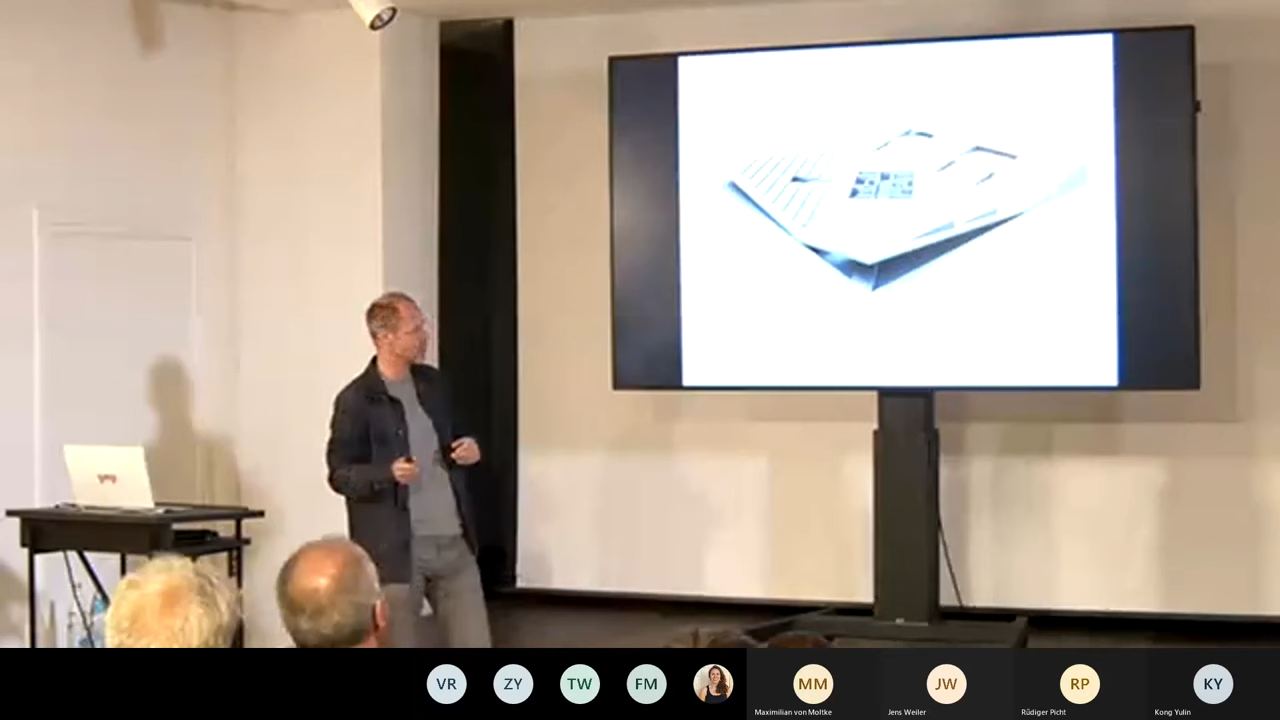 VR
ZY
TW
FM
MM
JW
RP
KY
Maximilian von Moltke
Jens Weiler
Rüdiger Picht
Kong Yulin